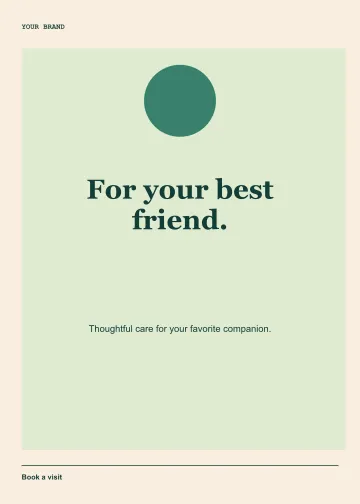 YOUR BRAND
For your best
friend.
Thoughtful care for your favorite companion.
Book a visit